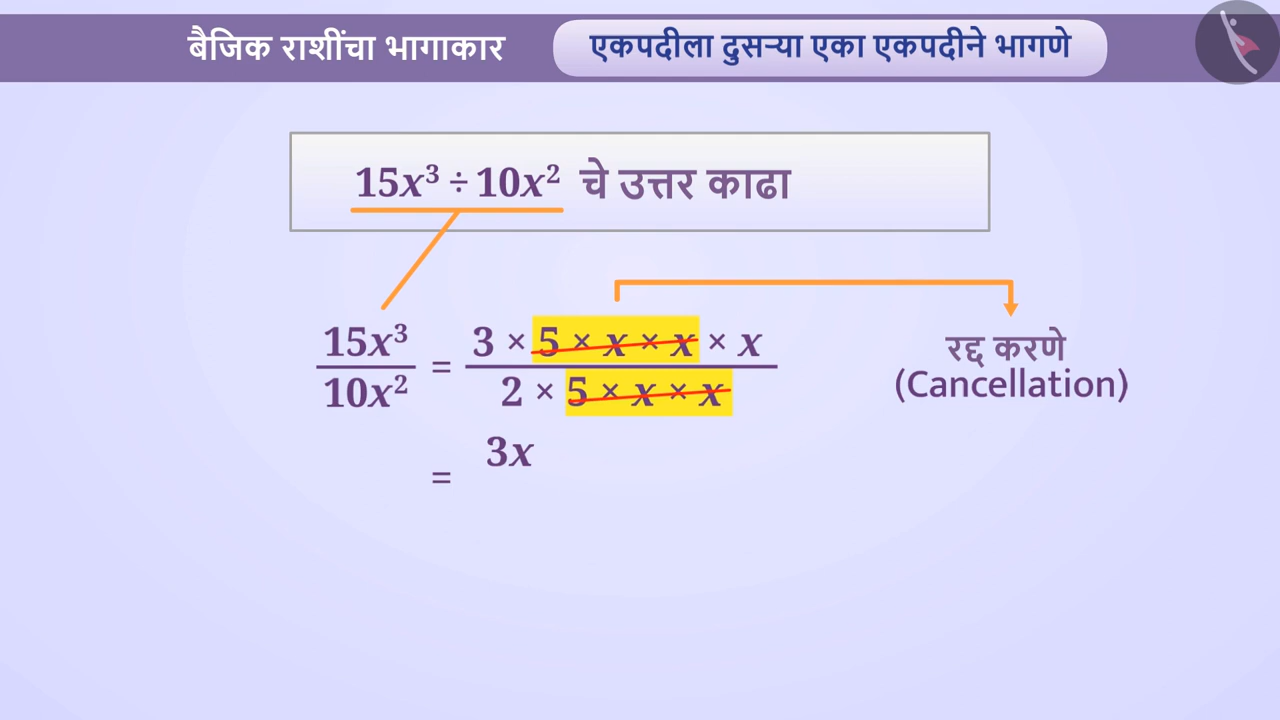 बैजिक राशींचा भागाकार
एकपदीला दुसऱ्या एका एकपदीने भागणे
15x³ ÷ 10x² चे उत्तर काढा
15x³ / 10x² = 3 × 5 × x × x × x / 2 × 5 × x × x
रद्द करणे
(Cancellation)
= 3x